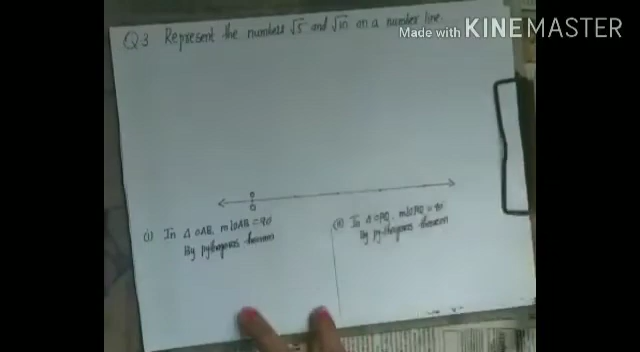 Made with KINEMASTER
Q 3 Represent the numbers √5 and √10 on a number line.
0
O
(i) In △ OAB, m∠OAB = 90°
By pythagoras theorem
(ii) In △ OPQ, m∠OPQ = 90°
By pythagoras theorem